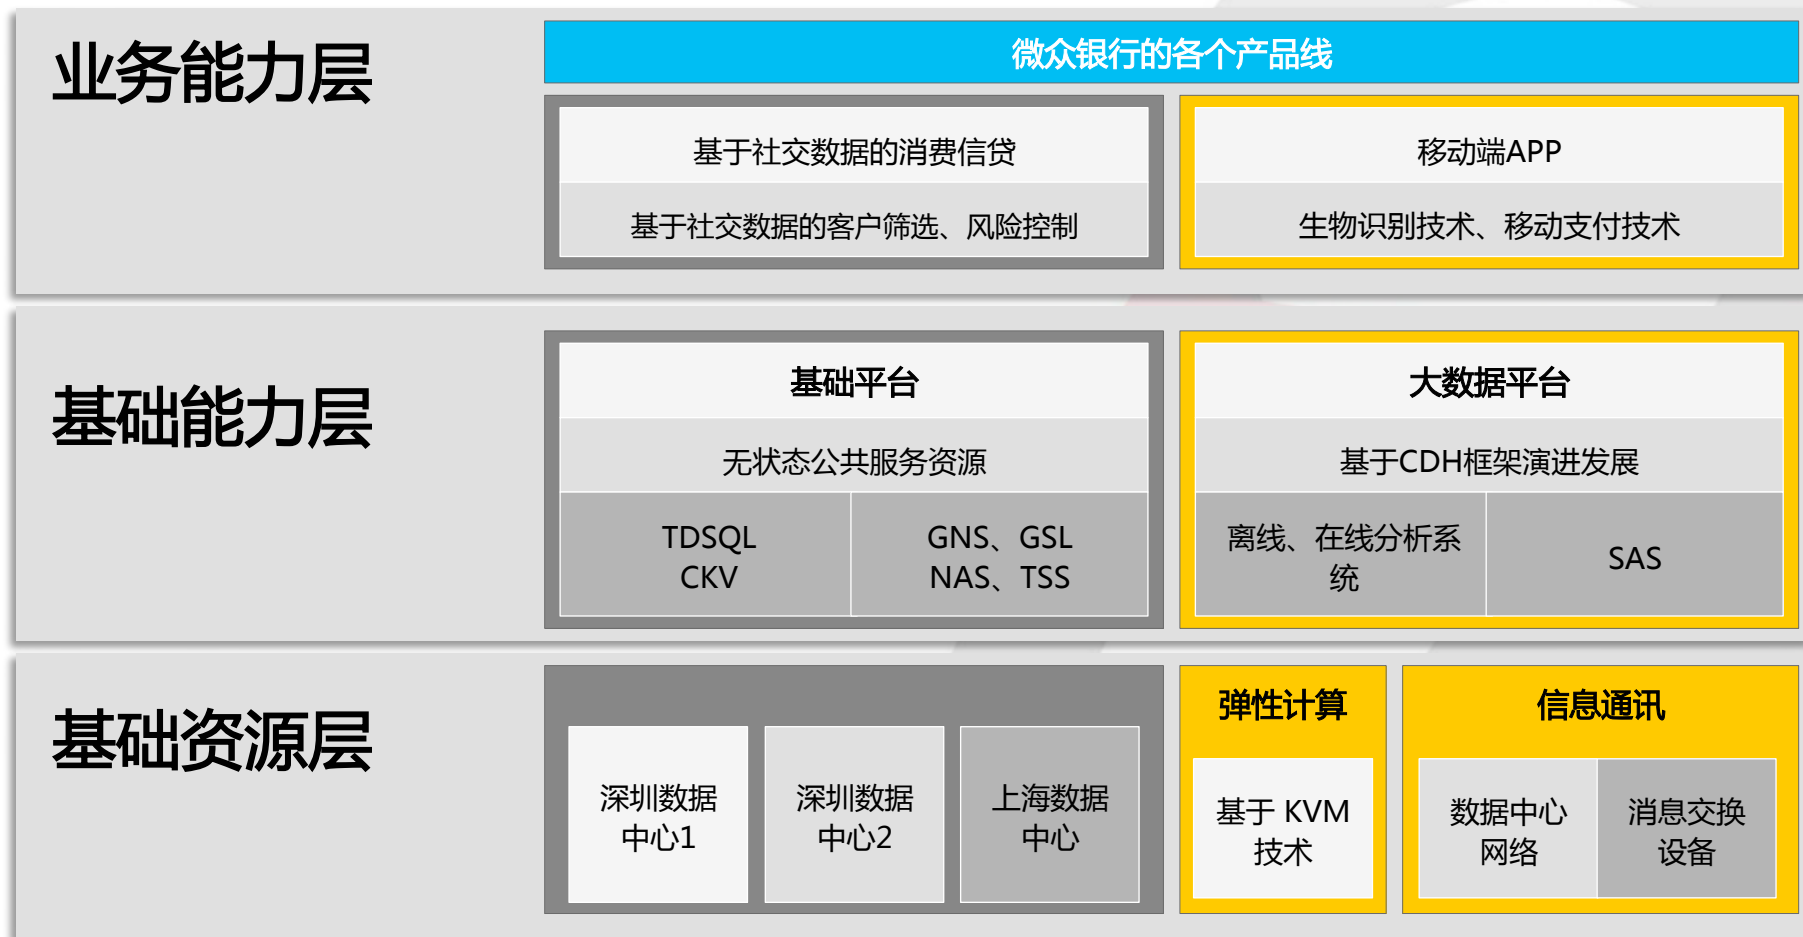 业务能力层
微众银行的各个产品线
基于社交数据的消费信贷
移动端APP
基于社交数据的客户筛选、风险控制
生物识别技术、移动支付技术
基础能力层
基础平台
大数据平台
无状态公共服务资源
基于CDH框架演进发展
TDSQL
CKV
GNS、GSL
NAS、TSS
离线、在线分析系
统
SAS
基础资源层
深圳数据
中心1
深圳数据
中心2
上海数据
中心
弹性计算
基于 KVM
技术
信息通讯
数据中心
网络
消息交换
设备